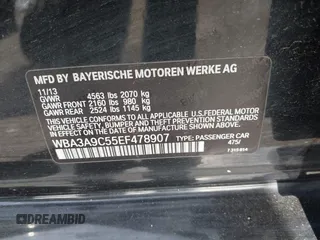 MFD BY BAYERISCHE MOTOREN WERKE AG
11/13
GVWR 4563 lbs 2070 kg
GAWR FRONT 2160 lbs 980 kg
GAWR REAR 2524 lbs 1145 kg
THIS VEHICLE CONFORMS TO ALL APPLICABLE
U.S. FEDERAL MOTOR VEHICLE SAFETY, BUMPER,
AND THEFT PREVENTION STANDARDS IN EFFECT
ON THE DATE OF MANUFACTURE SHOWN ABOVE.
WBA3A9C55EF478907 TYPE: PASSENGER CAR
475/
DREAMBID